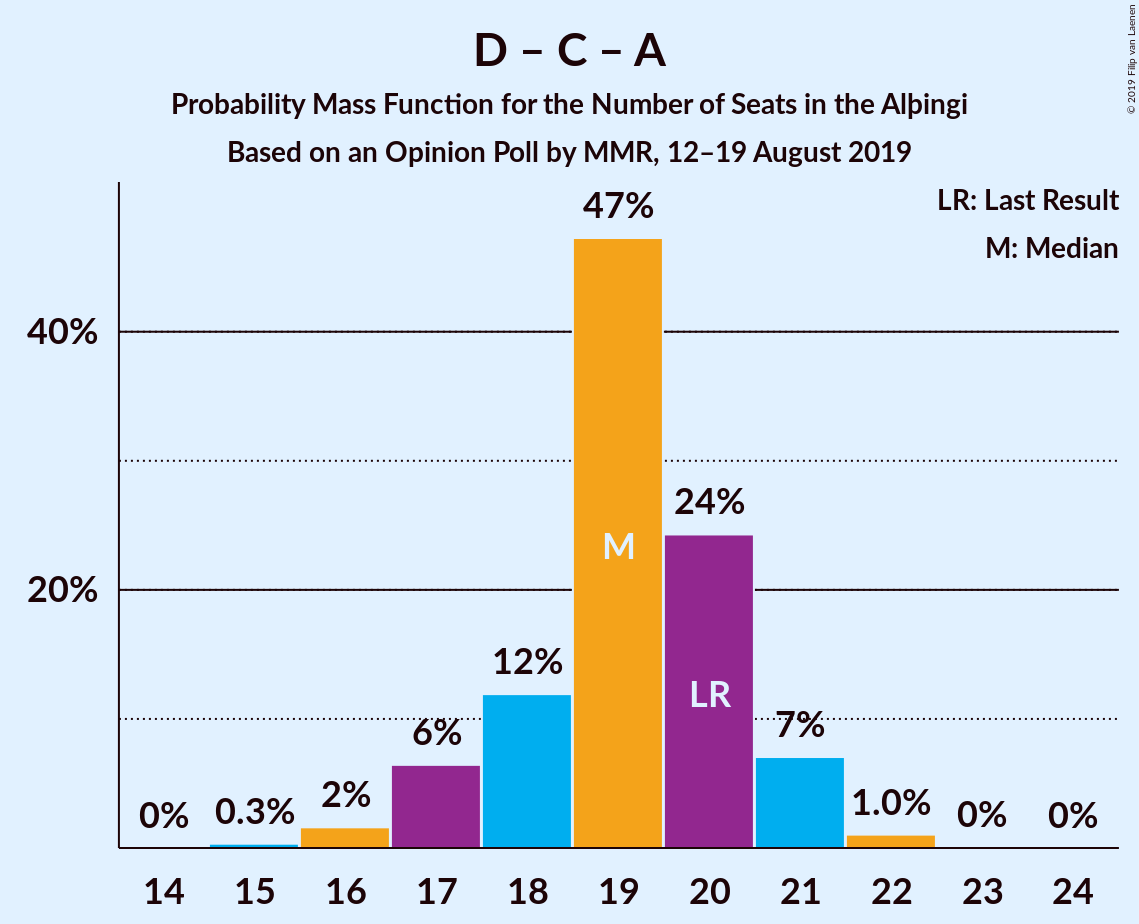 D – C – A
Probability Mass Function for the Number of Seats in the Alþingi
Based on an Opinion Poll by MMR, 12–19 August 2019
© 2019 Filip van Laenen
LR: Last Result
M: Median
47%
40%
24%
M
20%
12%
LR
7%
6%
2%
1.0%
0.3%
0%
0%
0%
14 15 16 17 18 19 20 21 22 23 24